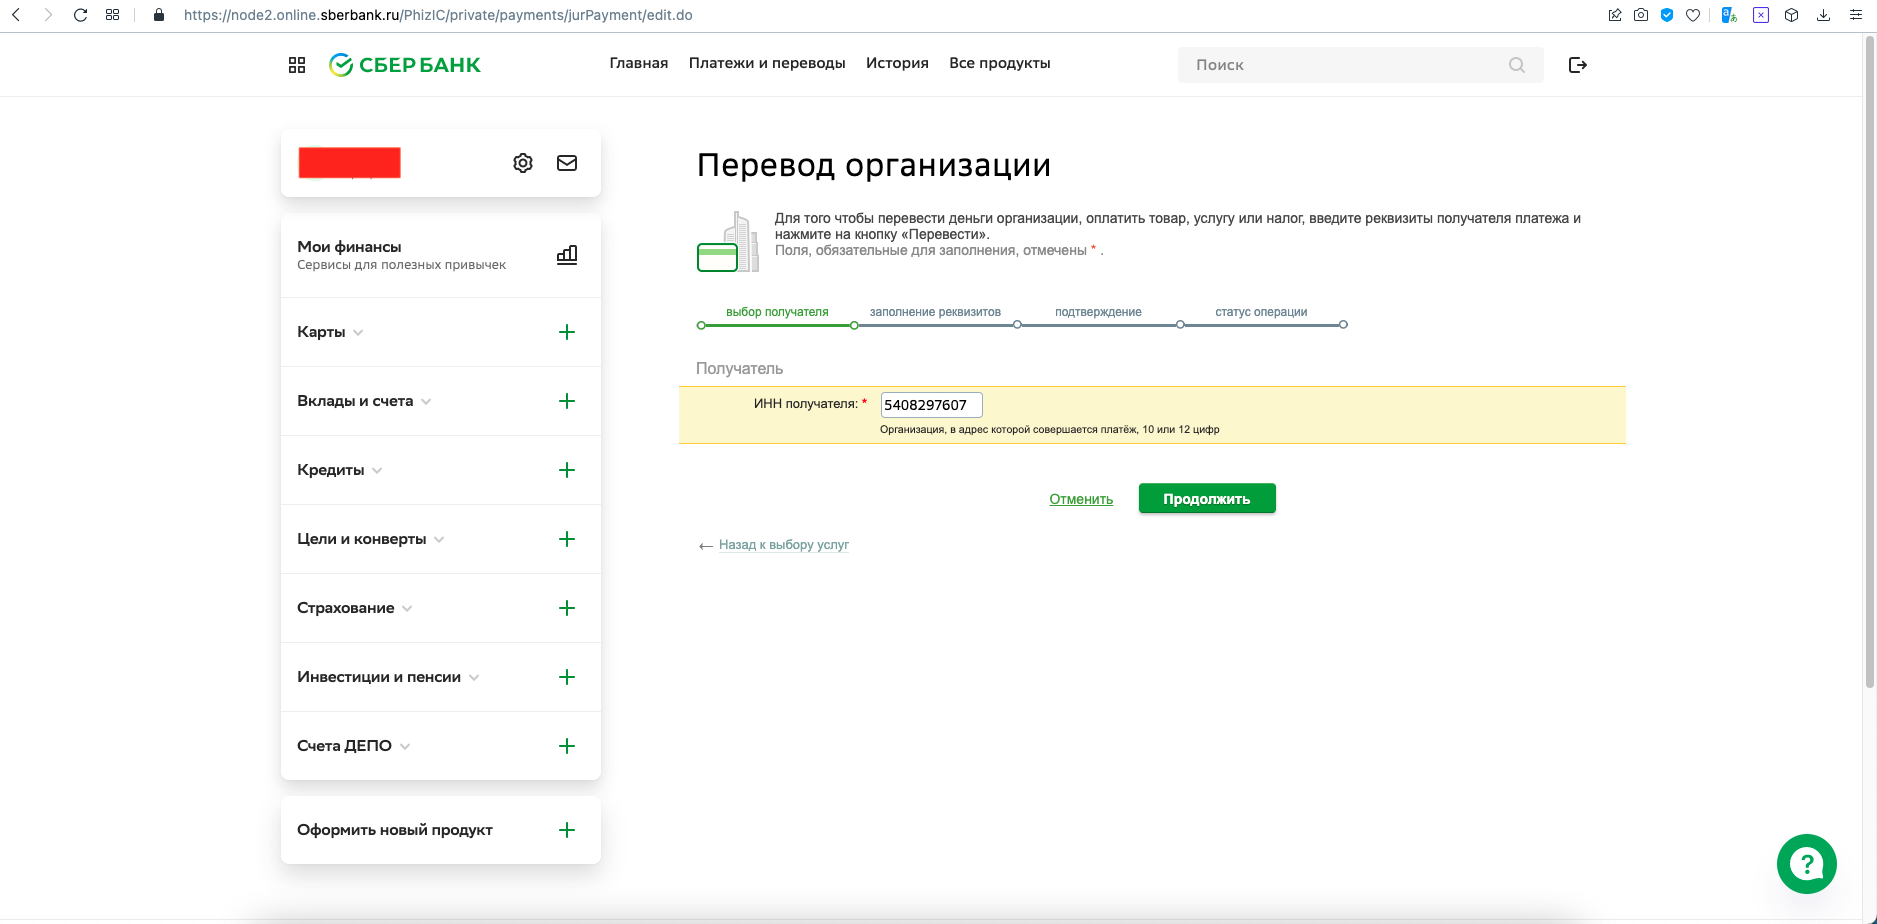 https://node2.online.sberbank.ru/PhizIC/private/payments/jurPayment/edit.do
СБЕР БАНК
Главная
Платежи и переводы
История
Все продукты
Поиск
Перевод организации
Для того чтобы перевести деньги организации, оплатить товар, услугу или налог, введите реквизиты получателя платежа и
нажмите на кнопку «Перевести».
Поля, обязательные для заполнения, отмечены * .
Мои финансы
Сервисы для полезных привычек
Карты
Вклады и счета
Кредиты
Цели и конверты
Страхование
Инвестиции и пенсии
Счета ДЕПО
Оформить новый продукт
выбор получателя
заполнение реквизитов
подтверждение
статус операции
Получатель
ИНН получателя: *
5408297607
Организация, в адрес которой совершается платёж, 10 или 12 цифр
Отменить
Продолжить
← Назад к выбору услуг
?